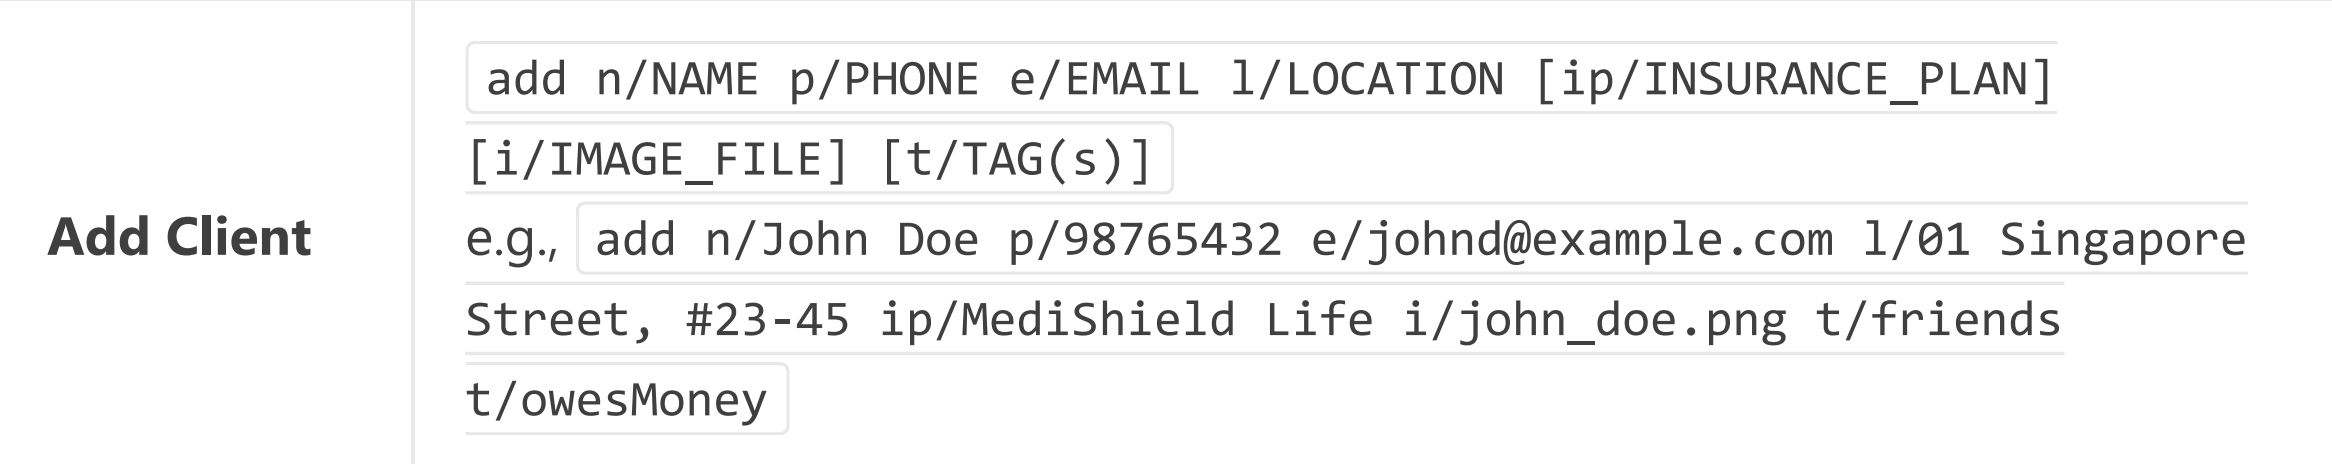 add n/NAME p/PHONE e/EMAIL l/LOCATION [ip/INSURANCE_PLAN]
[i/IMAGE_FILE] [t/TAG(s)]
Add Client
e.g., add n/John Doe p/98765432 e/johnd@example.com l/01 Singapore
Street, #23-45 ip/MediShield Life i/john_doe.png t/friends
t/owesMoney